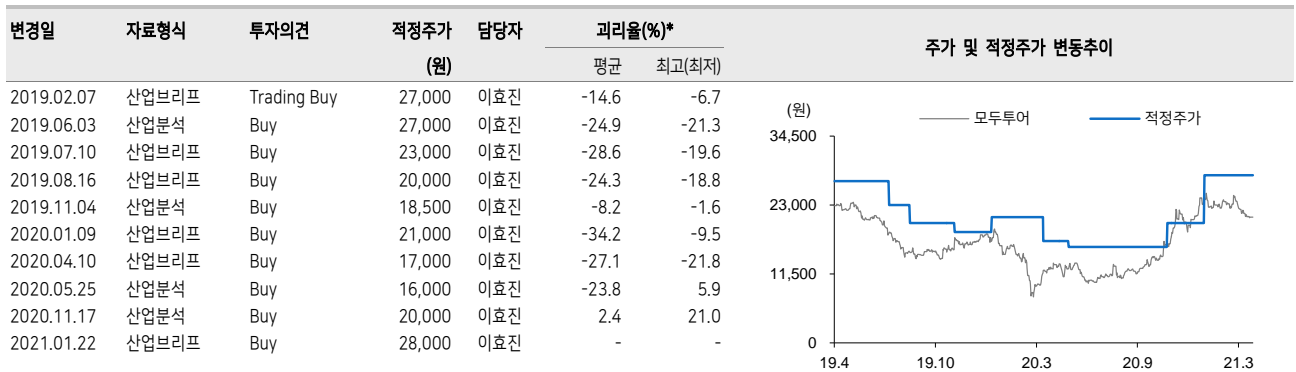 변경일 자료형식 투자의견 적정주가 담당자 괴리율(%)* 주가 및 적정주가 변동추이
(원) 평균 최고(최저)
2019.02.07 산업브리프 Trading Buy 27,000 이효진 -14.6 -6.7
2019.06.03 산업분석 Buy 27,000 이효진 -24.9 -21.3
2019.07.10 산업브리프 Buy 23,000 이효진 -28.6 -19.6
2019.08.16 산업브리프 Buy 20,000 이효진 -24.3 -18.8
2019.11.04 산업분석 Buy 18,500 이효진 -8.2 -1.6
2020.01.09 산업브리프 Buy 21,000 이효진 -34.2 -9.5
2020.04.10 산업브리프 Buy 17,000 이효진 -27.1 -21.8
2020.05.25 산업분석 Buy 16,000 이효진 -23.8 5.9
2020.11.17 산업분석 Buy 20,000 이효진 2.4 21.0
2021.01.22 산업브리프 Buy 28,000 이효진 - -
(원)
모두투어 적정주가
34,500
23,000
11,500
0
19.4 19.10 20.3 20.9 21.3